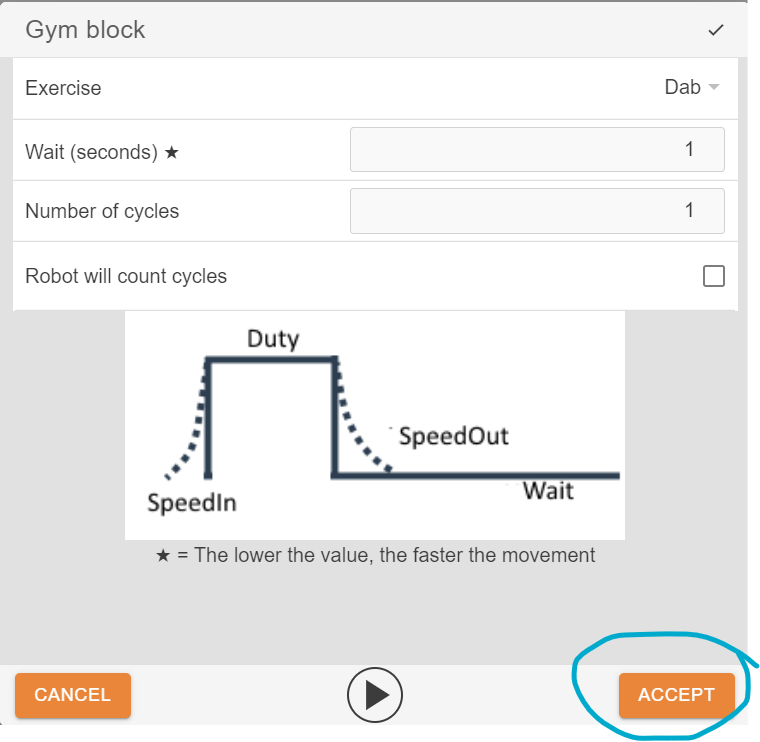 Gym block
Exercise Dab
Wait (seconds) ★ 1
Number of cycles 1
Robot will count cycles
Duty
SpeedOut
Wait
SpeedIn
★ = The lower the value, the faster the movement
CANCEL ACCEPT